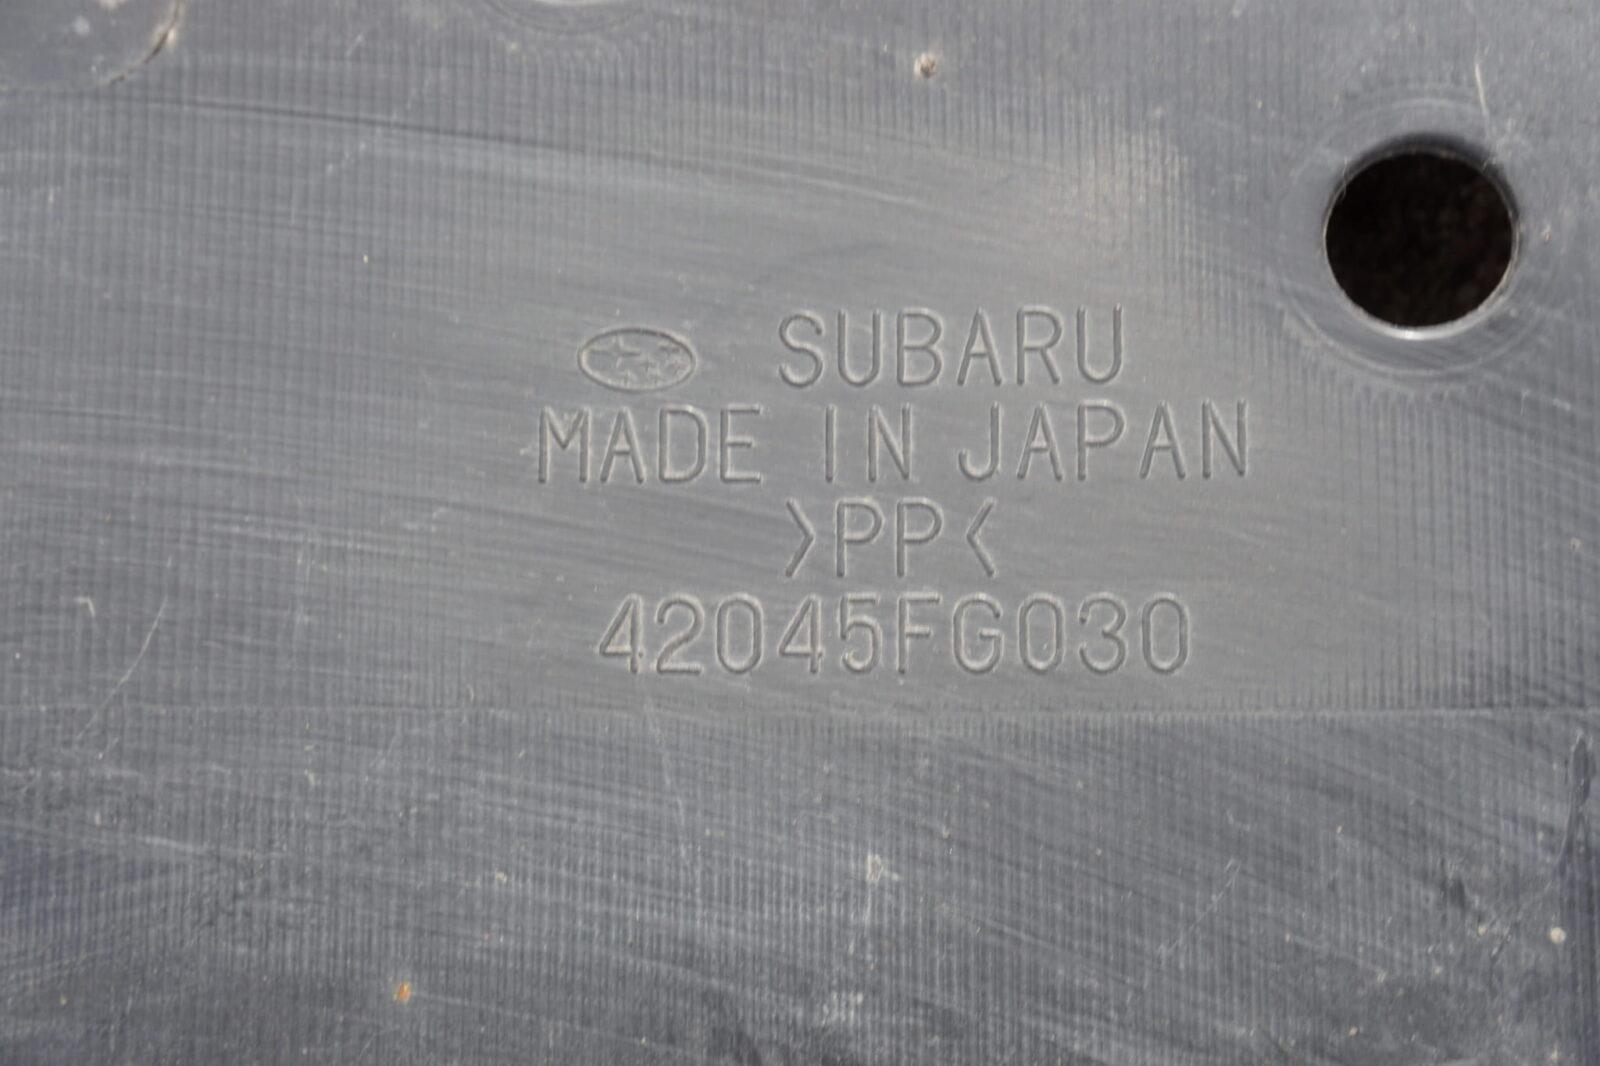 SUBARU
MADE IN JAPAN
>PP<
42045FG030